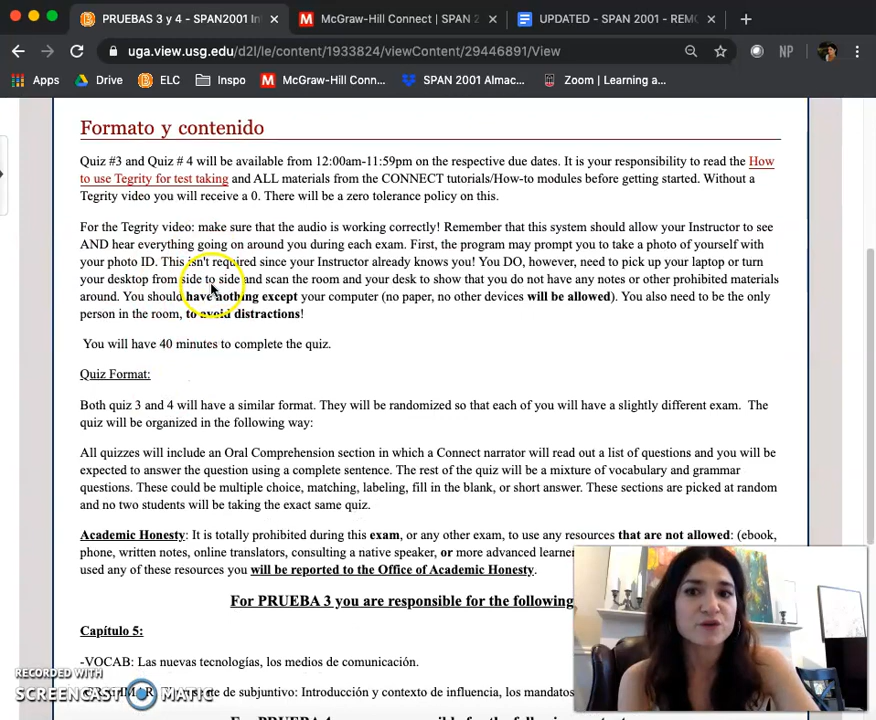 PRUEBAS 3 y 4 - SPAN2001 In
McGraw-Hill Connect | SPAN 2
UPDATED - SPAN 2001 - REMO
uga.view.usg.edu/d2l/le/content/1933824/viewContent/29446891/View
NP
Apps Drive ELC Inspo McGraw-Hill Conn... SPAN 2001 Almac... Zoom | Learning a...
Formato y contenido
Quiz #3 and Quiz # 4 will be available from 12:00am-11:59pm on the respective due dates. It is your responsibility to read the How
to use Tegrity for test taking and ALL materials from the CONNECT tutorials/How-to modules before getting started. Without a
Tegrity video you will receive a 0. There will be a zero tolerance policy on this.
For the Tegrity video: make sure that the audio is working correctly! Remember that this system should allow your Instructor to see
AND hear everything going on around you during each exam. First, the program may prompt you to take a photo of yourself with
your photo ID. This isn't required since your Instructor already knows you! You DO, however, need to pick up your laptop or turn
your desktop from side to side and scan the room and your desk to show that you do not have any notes or other prohibited materials
around. You should have nothing except your computer (no paper, no other devices will be allowed). You also need to be the only
person in the room, to avoid distractions!
You will have 40 minutes to complete the quiz.
Quiz Format:
Both quiz 3 and 4 will have a similar format. They will be randomized so that each of you will have a slightly different exam. The
quiz will be organized in the following way:
All quizzes will include an Oral Comprehension section in which a Connect narrator will read out a list of questions and you will be
expected to answer the question using a complete sentence. The rest of the quiz will be a mixture of vocabulary and grammar
questions. These could be multiple choice, matching, labeling, fill in the blank, or short answer. These sections are picked at random
and no two students will be taking the exact same quiz.
Academic Honesty: It is totally prohibited during this exam, or any other exam, to use any resources that are not allowed: (ebook,
phone, written notes, online translators, consulting a native speaker, or more advanced learner
used any of these resources you will be reported to the Office of Academic Honesty.
For PRUEBA 3 you are responsible for the following
Capítulo 5:
-VOCAB: Las nuevas tecnologías, los medios de comunicación.
RECORDED WITH
SCREENCAST MATIC
de subjuntivo: Introducción y contexto de influencia, los mandatos